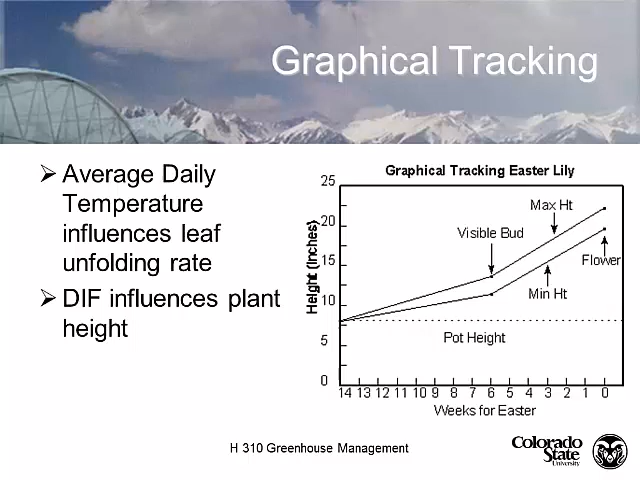 Graphical Tracking
➢ Average Daily
Temperature
influences leaf
unfolding rate
➢ DIF influences plant
height
Graphical Tracking Easter Lily
Height (Inches)
25
20
15
10
5
0
Max Ht
Visible Bud
Flower
Min Ht
Pot Height
14 13 12 11 10 9 8 7 6 5 4 3 2 1 0
Weeks for Easter
H 310 Greenhouse Management
Colorado
State
University